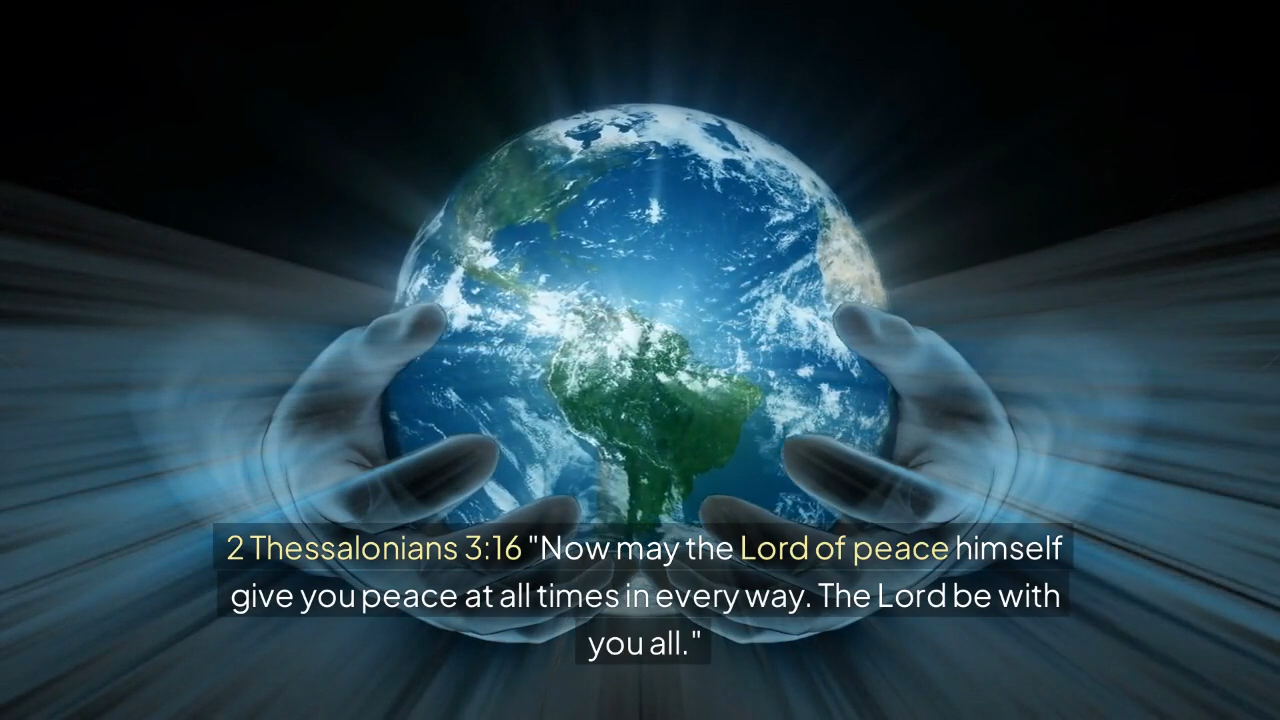 2 Thessalonians 3:16 "Now may the Lord of peace himself
give you peace at all times in every way. The Lord be with
you all."